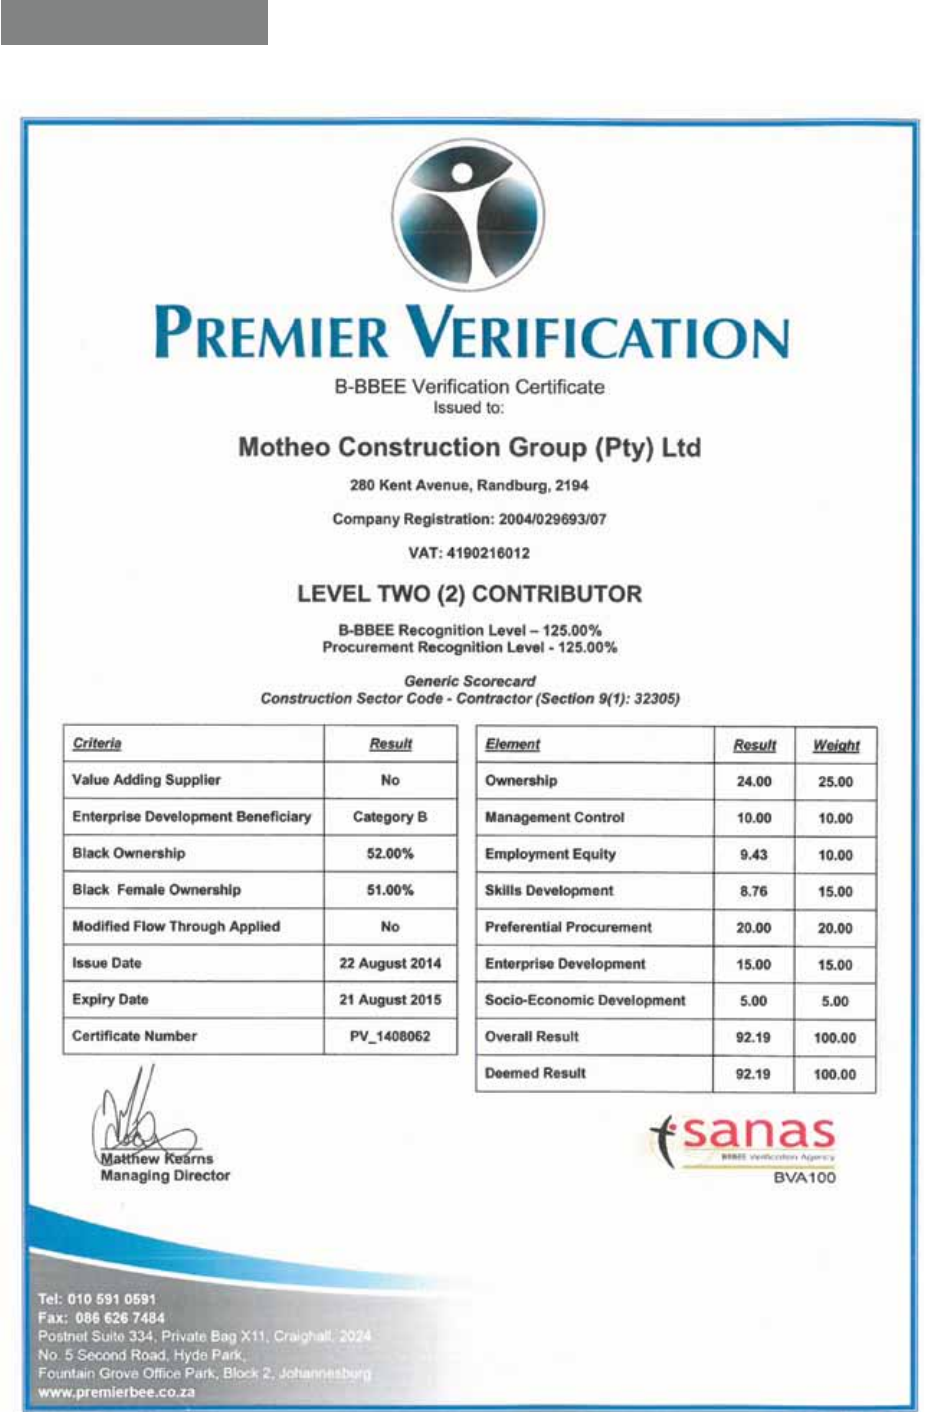 PREMIER VERIFICATION
B-BBEE Verification Certificate
Issued to:
Motheo Construction Group (Pty) Ltd
280 Kent Avenue, Randburg, 2194
Company Registration: 2004/029693/07
VAT: 4190216012
LEVEL TWO (2) CONTRIBUTOR
B-BBEE Recognition Level – 125.00%
Procurement Recognition Level - 125.00%
Generic Scorecard
Construction Sector Code - Contractor (Section 9(1): 32305)
Criteria Result
Value Adding Supplier No
Enterprise Development Beneficiary Category B
Black Ownership 52.00%
Black Female Ownership 51.00%
Modified Flow Through Applied No
Issue Date 22 August 2014
Expiry Date 21 August 2015
Certificate Number PV_1408062
Element Result Weight
Ownership 24.00 25.00
Management Control 10.00 10.00
Employment Equity 9.43 10.00
Skills Development 8.76 15.00
Preferential Procurement 20.00 20.00
Enterprise Development 15.00 15.00
Socio-Economic Development 5.00 5.00
Overall Result 92.19 100.00
Deemed Result 92.19 100.00
Matthew Kearns
Managing Director
sanas
BBBEE Verification Agency
BVA100
Tel: 010 591 0591
Fax: 086 626 7484
Postnet Suite 334, Private Bag X11, Craighall, 2024
No. 5 Second Road, Hyde Park,
Fountain Grove Office Park, Block 2, Johannesburg
www.premierbee.co.za